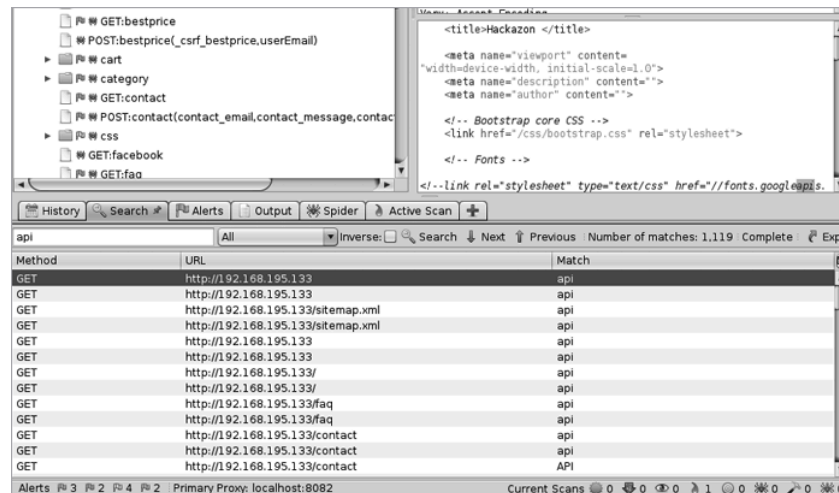 GET:bestprice
POST:bestprice(_csrf_bestprice,userEmail)
cart
category
GET:contact
POST:contact(contact_email,contact_message,contac
css
GET:facebook
GET:faq
Vary: Accept-Encoding
<title>Hackazon </title>
<meta name="viewport" content=
"width=device-width, initial-scale=1.0">
<meta name="description" content="">
<meta name="author" content="">
<!-- Bootstrap core CSS -->
<link href="/css/bootstrap.css" rel="stylesheet">
<!-- Fonts -->
<!--link rel="stylesheet" type="text/css" href="//fonts.googleapis.
History Search Alerts Output Spider Active Scan
api All Inverse: Search Next Previous Number of matches: 1,119 Complete Exp
Method URL Match
GET http://192.168.195.133 api
GET http://192.168.195.133 api
GET http://192.168.195.133/sitemap.xml api
GET http://192.168.195.133/sitemap.xml api
GET http://192.168.195.133 api
GET http://192.168.195.133 api
GET http://192.168.195.133/ api
GET http://192.168.195.133/ api
GET http://192.168.195.133/faq api
GET http://192.168.195.133/faq api
GET http://192.168.195.133/contact api
GET http://192.168.195.133/contact api
GET http://192.168.195.133/contact API
Alerts 3 2 4 2 Primary Proxy: localhost:8082 Current Scans 0 0 0 1 0 0 0